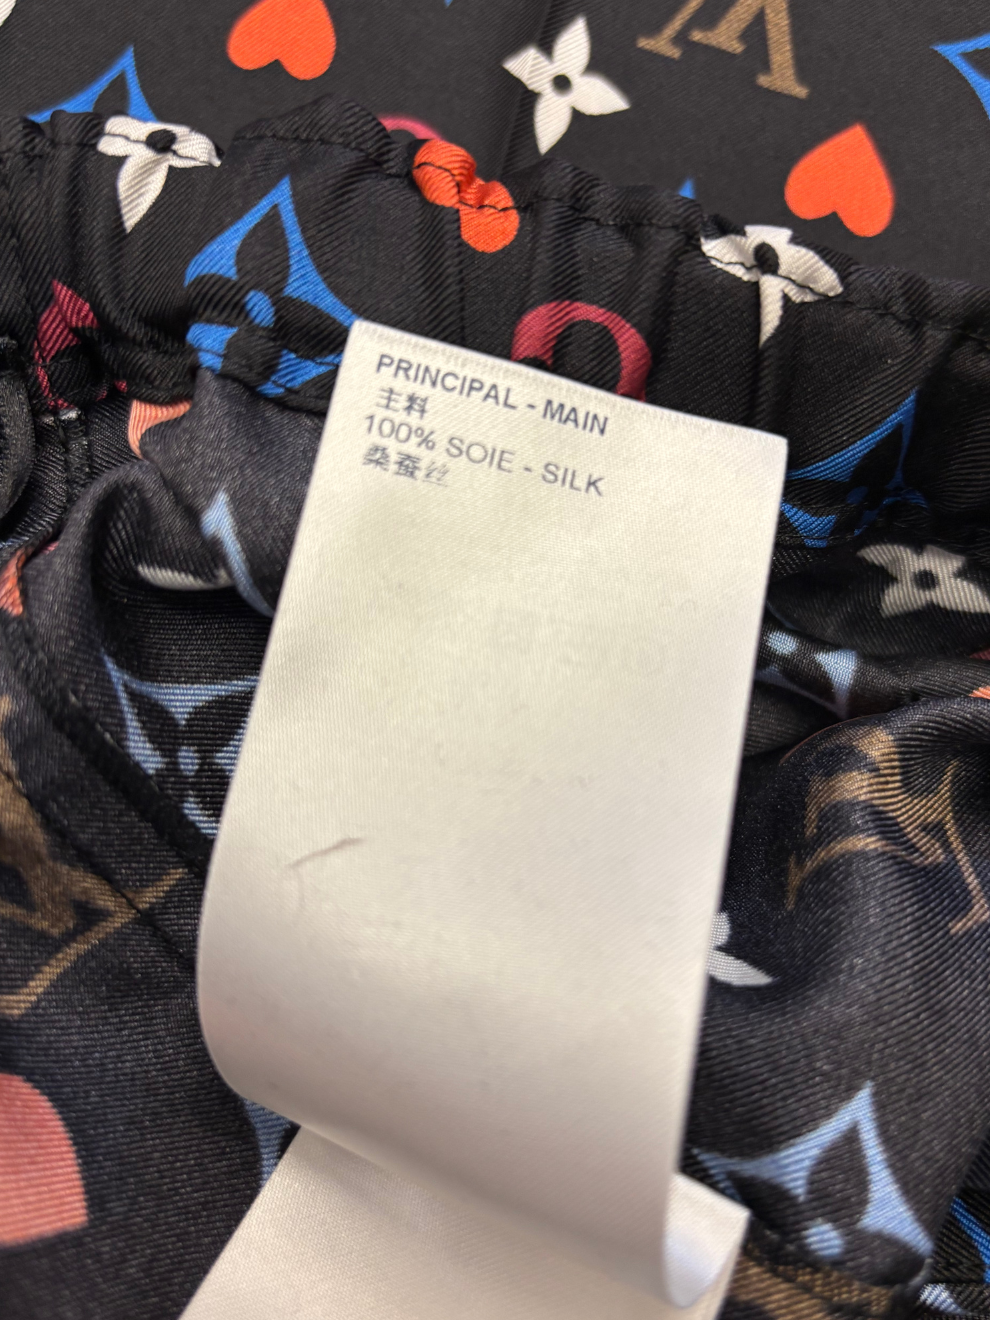 PRINCIPAL - MAIN
主料
100% SOIE - SILK
桑蚕丝